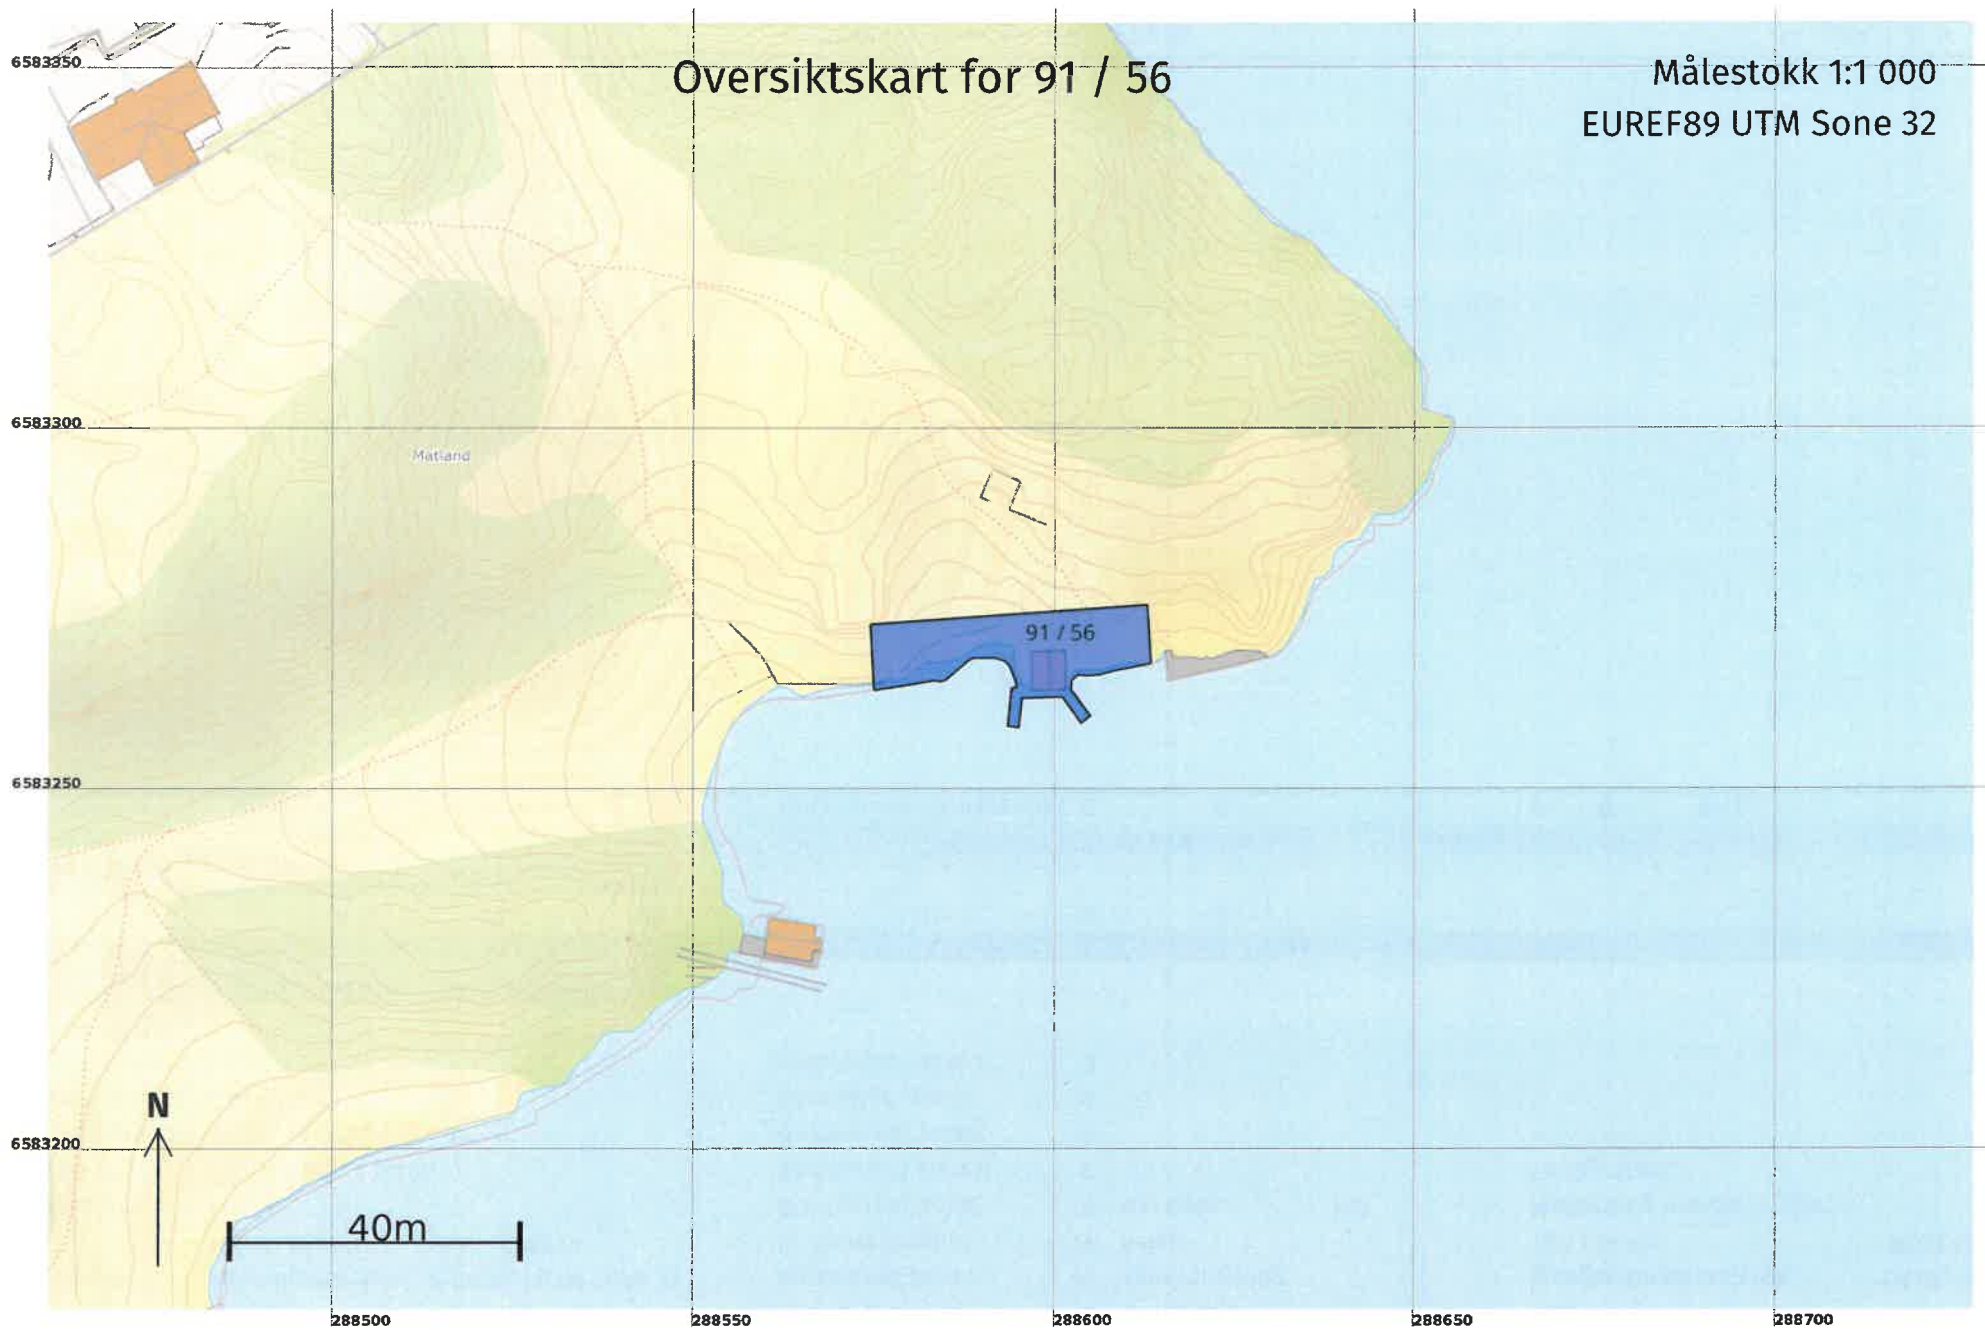 Oversiktskart for 91 / 56
Målestokk 1:1 000
EUREF89 UTM Sone 32
6583350
6583300
Matland
91 / 56
6583250
6583200
N
40m
288500
288550
288600
288650
288700